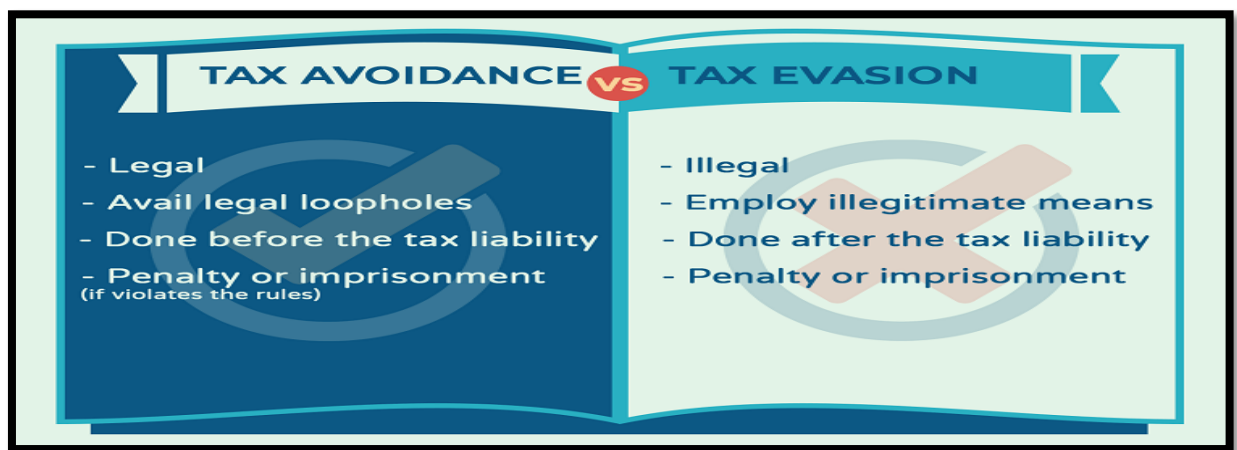 TAX AVOIDANCE
VS
TAX EVASION
- Legal
- Avail legal loopholes
- Done before the tax liability
- Penalty or imprisonment
(if violates the rules)
- Illegal
- Employ illegitimate means
- Done after the tax liability
- Penalty or imprisonment